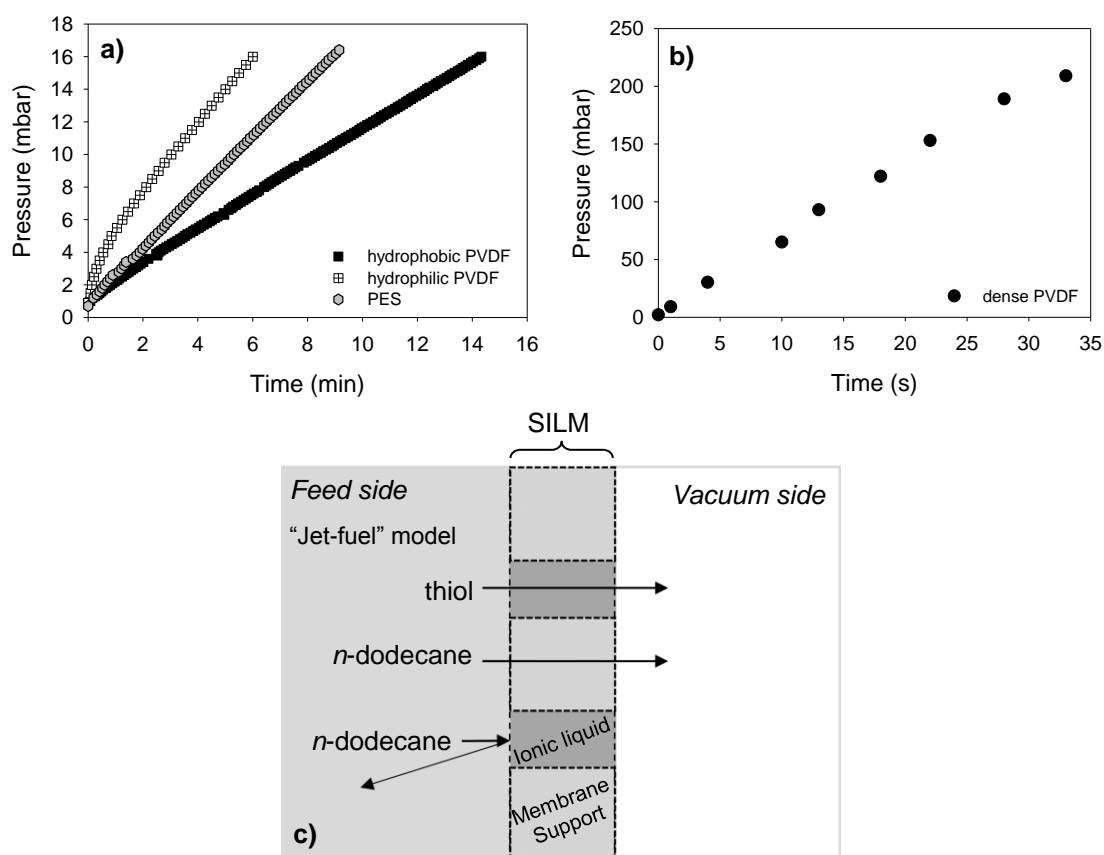 a)
Pressure (mbar)
18
16
14
12
10
8
6
4
2
0
0 2 4 6 8 10 12 14 16
Time (min)
hydrophobic PVDF
hydrophilic PVDF
PES
b)
Pressure (mbar)
250
200
150
100
50
0
0 5 10 15 20 25 30 35
Time (s)
dense PVDF
SILM
Feed side
Vacuum side
“Jet-fuel” model
thiol
n-dodecane
n-dodecane
Ionic liquid
Membrane
Support
c)